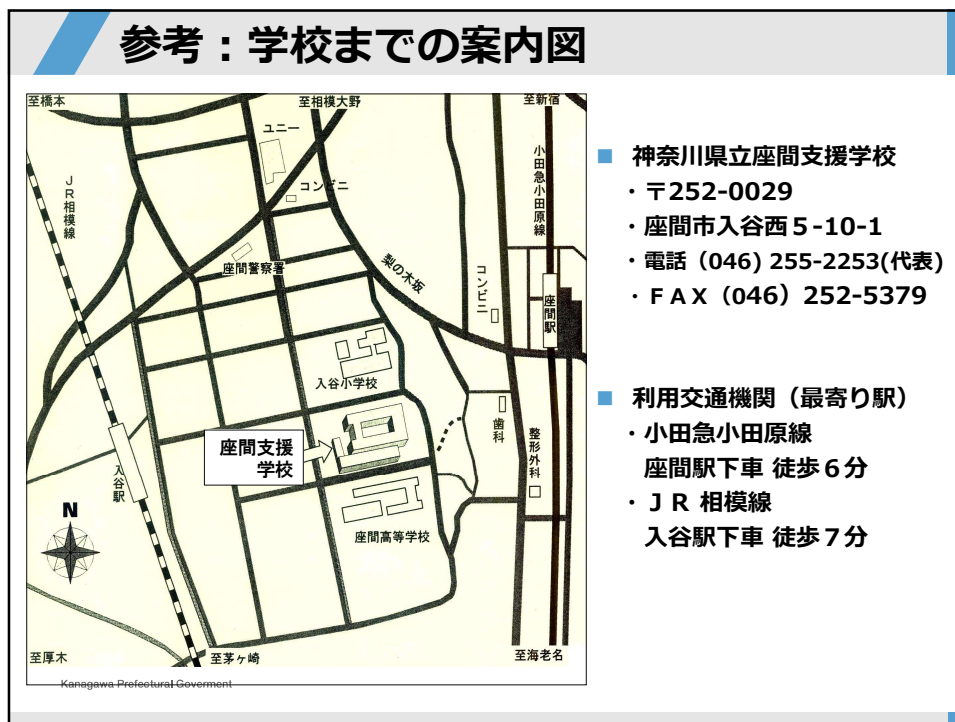 参考：学校までの案内図
至橋本
至相模大野
至新宿
ユニー
コンビニ
JR相模線
小田急小田原線
座間警察署
梨の木坂
コンビニ
座間駅
入谷小学校
座間支援
学校
歯科
整形外科
入谷駅
N
座間高等学校
至厚木
至茅ヶ崎
至海老名
Kanagawa Prefectural Goverment
■ 神奈川県立座間支援学校
・〒252-0029
・座間市入谷西５-10-1
・電話（046) 255-2253(代表)
・ＦＡＸ（046）252-5379
■ 利用交通機関（最寄り駅）
・小田急小田原線
座間駅下車 徒歩６分
・ＪＲ 相模線
入谷駅下車 徒歩７分